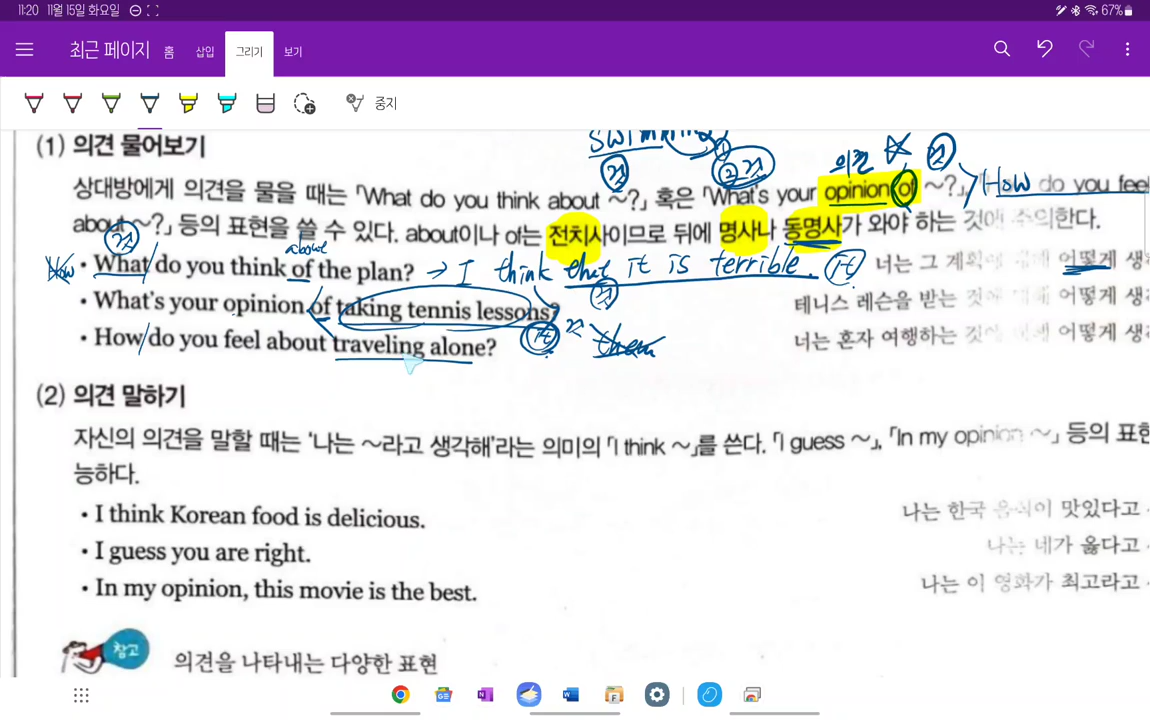 11:20 11월 15일 화요일 67%
최근 페이지 홈 삽입 그리기 보기
중지
swimming
(1) 의견 물어보기
것 ②것 의견 것
상대방에게 의견을 물을 때는 「What do you think about ~?」 혹은 「What's your opinion of ~?」, How do you feel
about ~?」 등의 표현을 쓸 수 있다. about이나 of는 전치사이므로 뒤에 명사나 동명사가 와야 하는 것에 주의한다.
것 about
How • What do you think of the plan? → I think that it is terrible. it 너는 그 계획에 대해 어떻게 생
것
• What's your opinion of taking tennis lessons? 테니스 레슨을 받는 것에 대해 어떻게 생
• How do you feel about traveling alone? it them 너는 혼자 여행하는 것에 대해 어떻게 생
(2) 의견 말하기
자신의 의견을 말할 때는 '나는 ~라고 생각해'라는 의미의 「I think ~」를 쓴다. 「I guess ~」, 「In my opinion ~」 등의 표현
능하다.
• I think Korean food is delicious. 나는 한국 음식이 맛있다고
• I guess you are right. 나는 네가 옳다고
• In my opinion, this movie is the best. 나는 이 영화가 최고라고
참고 의견을 나타내는 다양한 표현